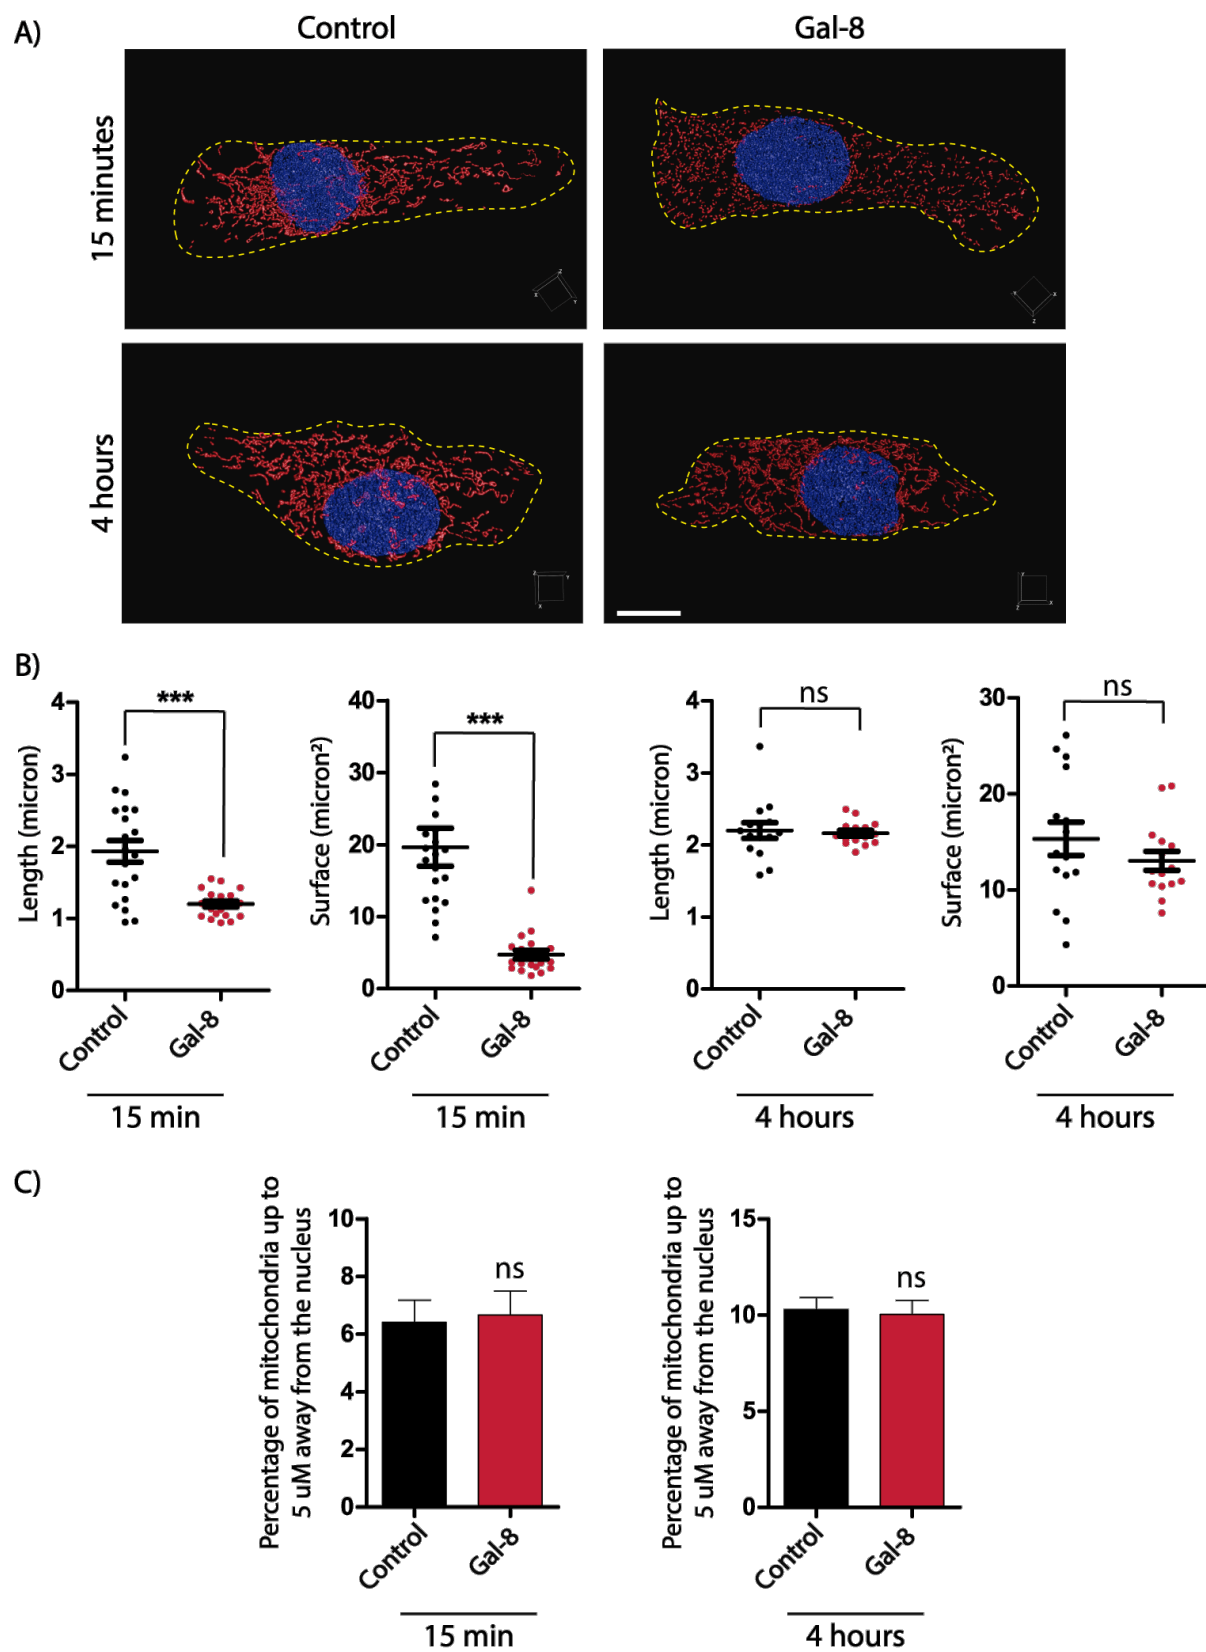 A)
Control
Gal-8
15 minutes
4 hours
B)
Length (micron)
4
3
2
1
0
***
Control
Gal-8
15 min
Surface (micron²)
40
30
20
10
0
***
Control
Gal-8
15 min
Length (micron)
4
3
2
1
0
ns
Control
Gal-8
4 hours
Surface (micron²)
30
20
10
0
ns
Control
Gal-8
4 hours
C)
Percentage of mitochondria up to
5 uM away from the nucleus
10
8
6
4
2
0
ns
Control
Gal-8
15 min
Percentage of mitochondria up to
5 uM away from the nucleus
15
10
5
0
ns
Control
Gal-8
4 hours